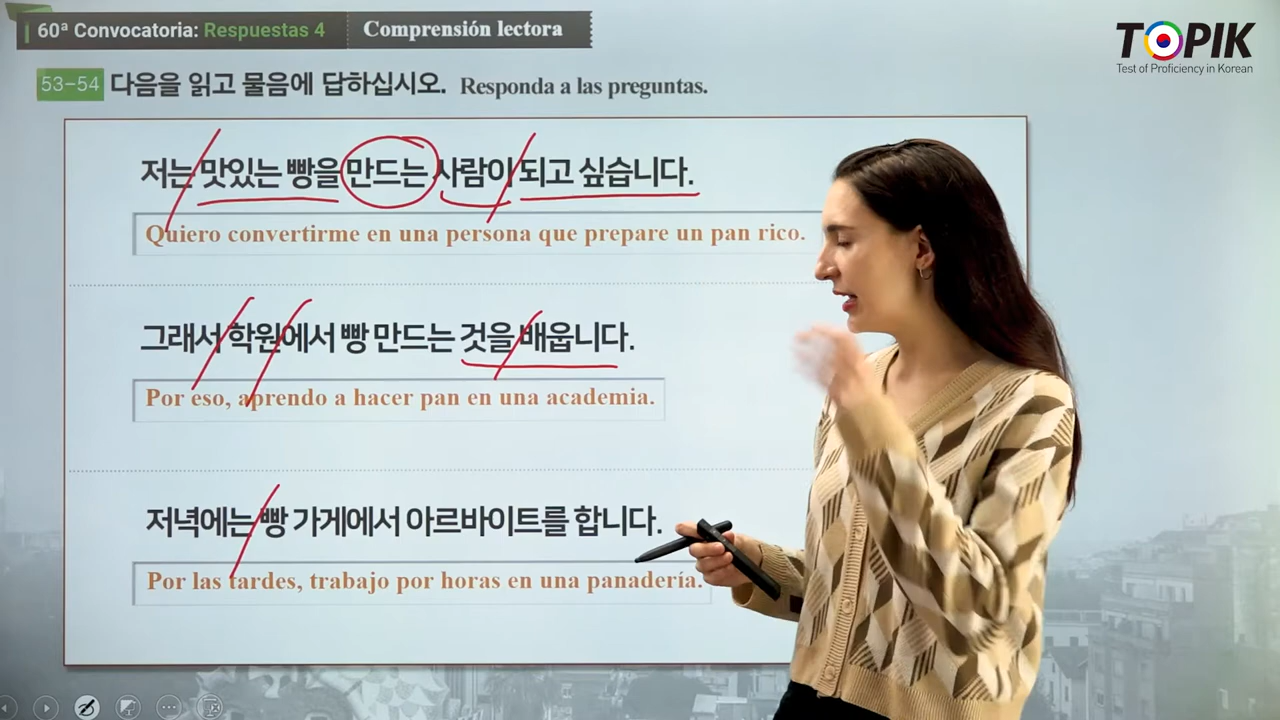 60ª Convocatoria: Respuestas 4
Comprensión lectora
TOPIK
Test of Proficiency in Korean
53-54 다음을 읽고 물음에 답하십시오. Responda a las preguntas.
저는 맛있는 빵을 만드는 사람이 되고 싶습니다.
Quiero convertirme en una persona que prepare un pan rico.
그래서 학원에서 빵 만드는 것을 배웁니다.
Por eso, aprendo a hacer pan en una academia.
저녁에는 빵 가게에서 아르바이트를 합니다.
Por las tardes, trabajo por horas en una panadería.